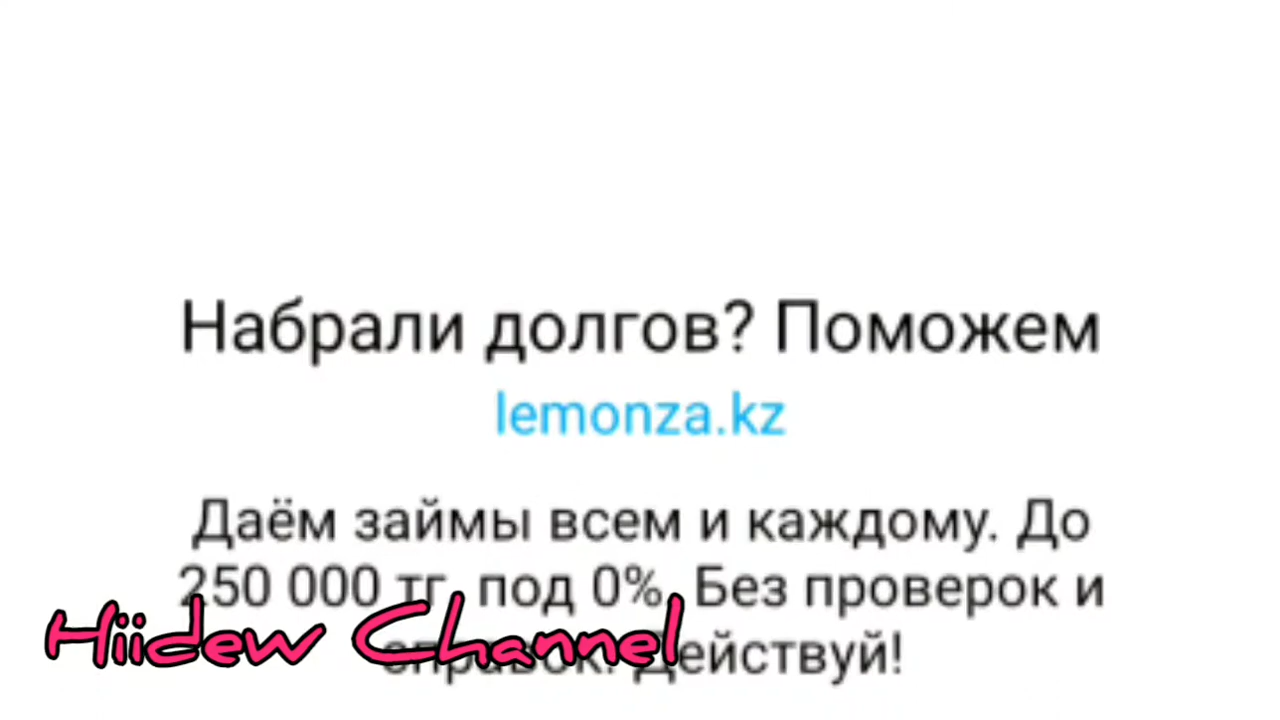 Набрали долгов? Поможем
lemonza.kz
Даём займы всем и каждому. До
250 000 тг. под 0%. Без проверок и
справок. Действуй!
Hiidew Channel